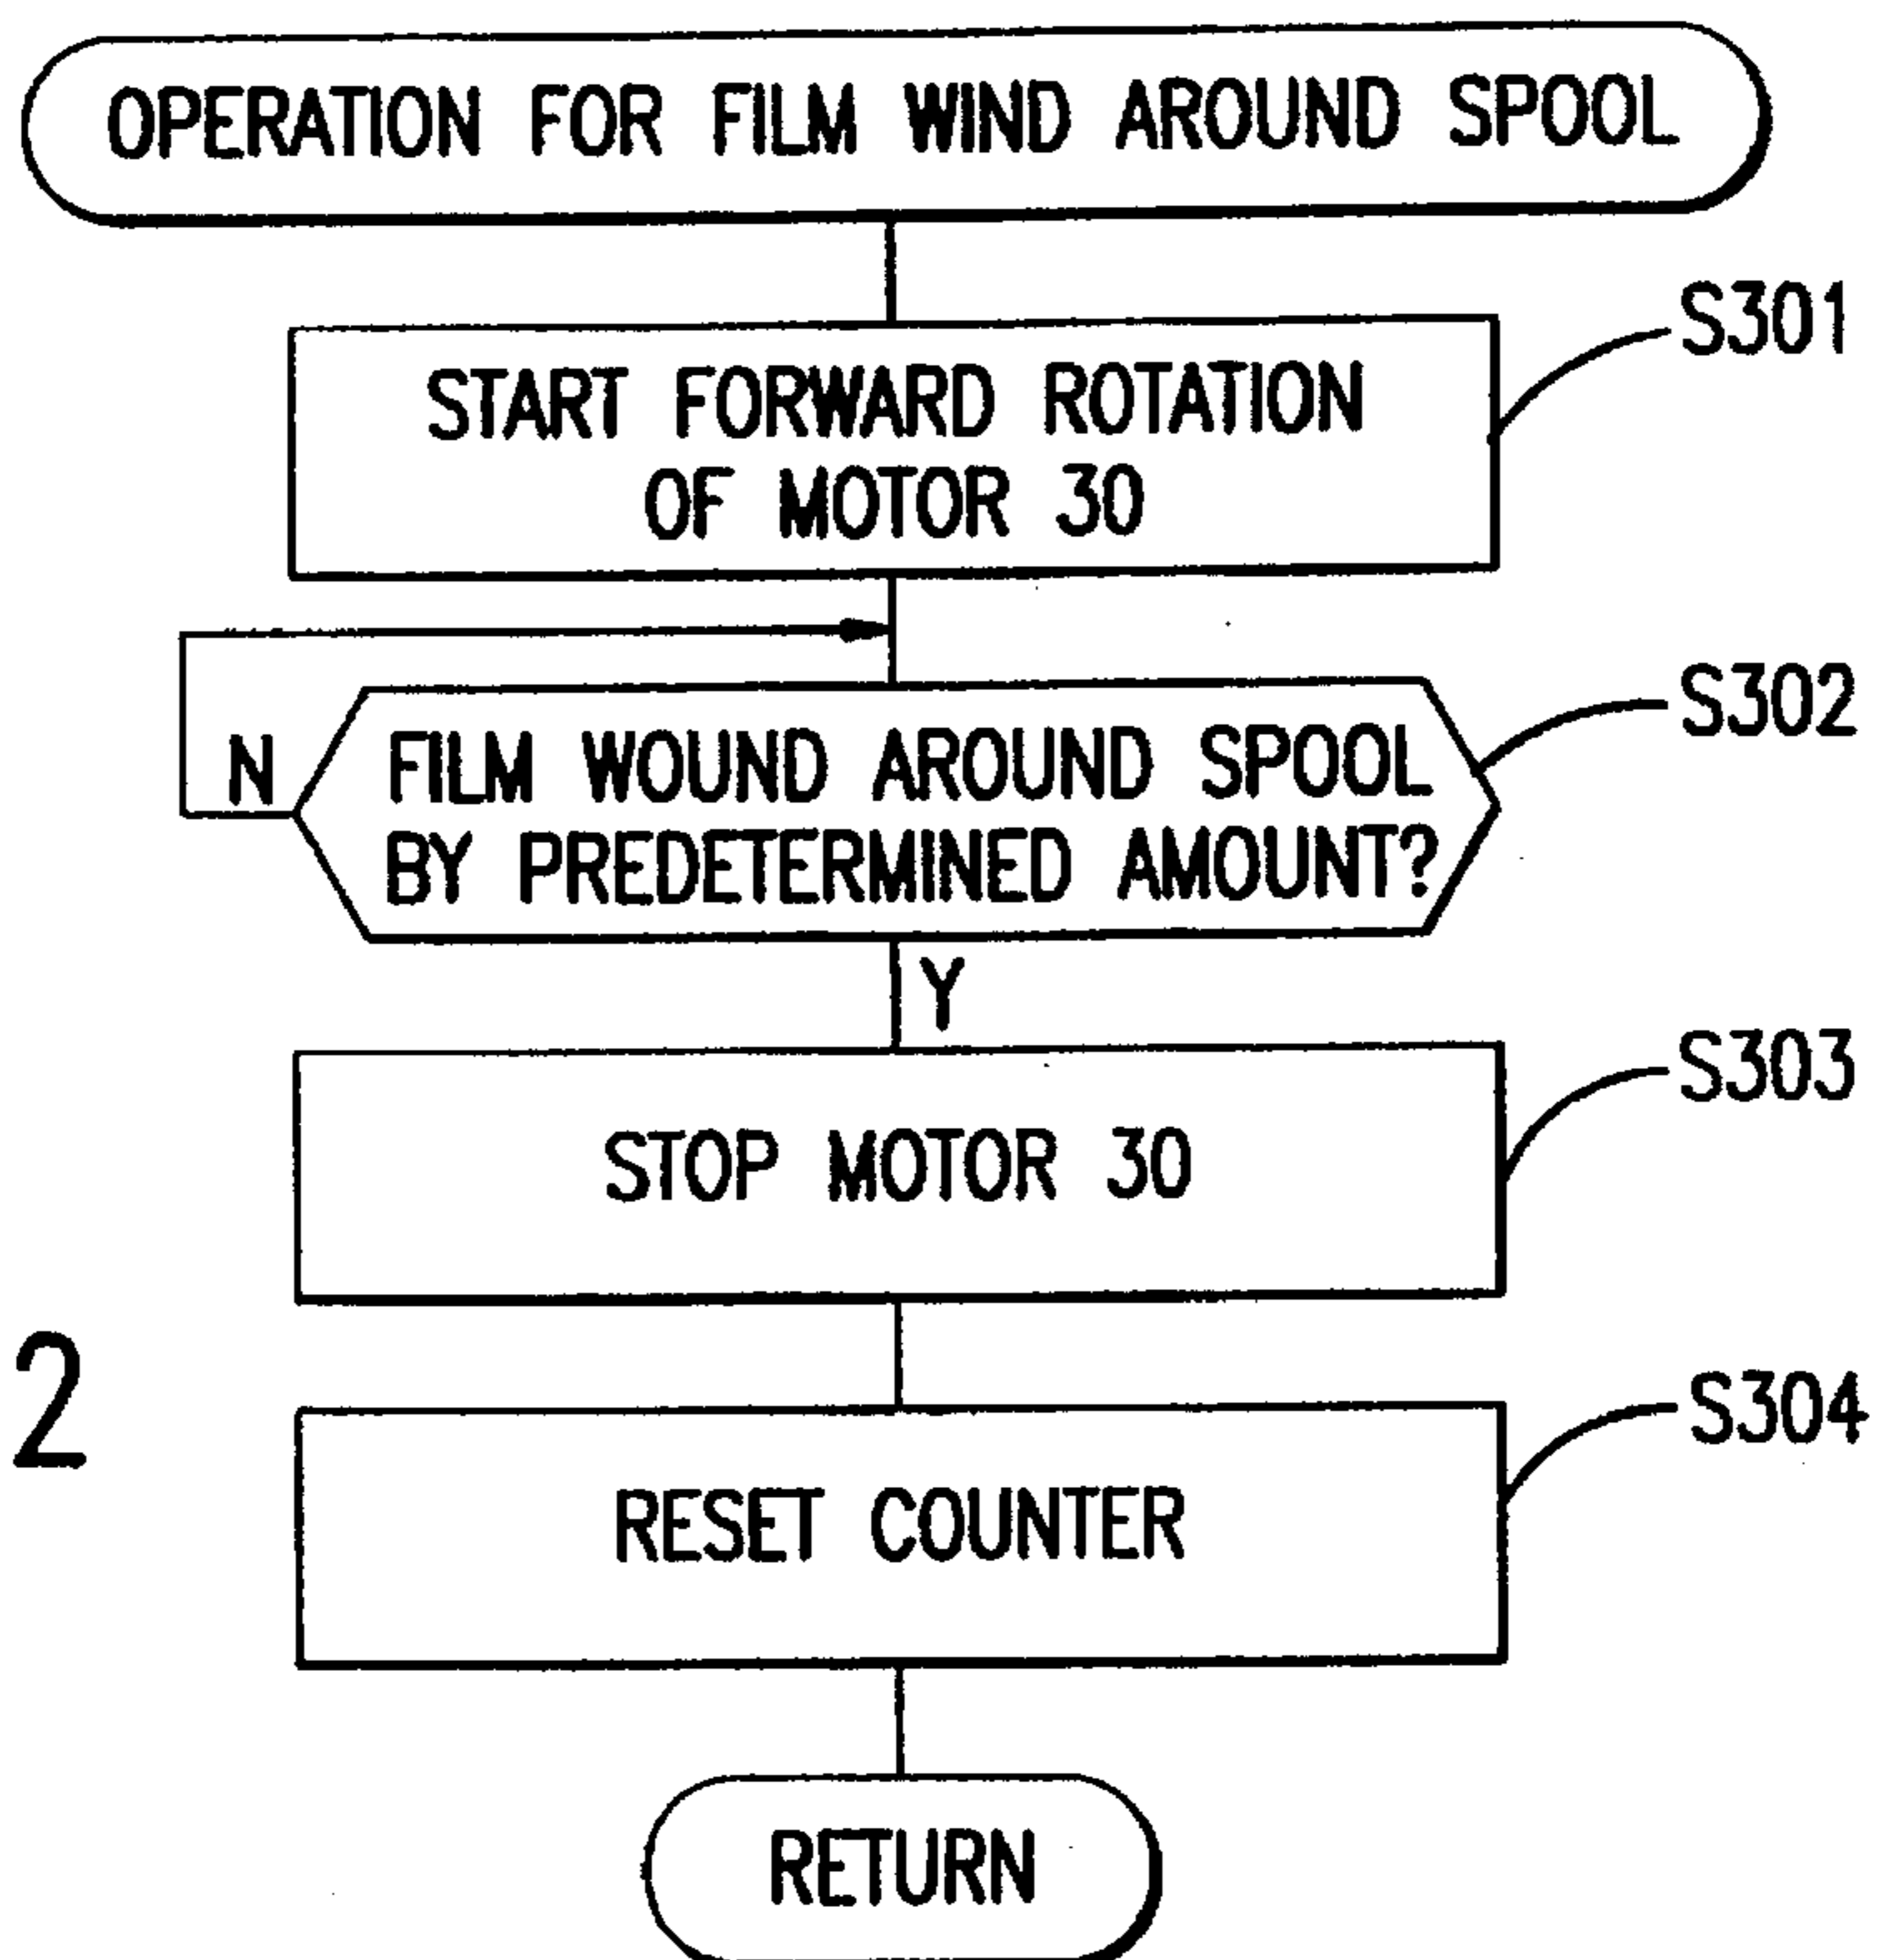 OPERATION FOR FILM WIND AROUND SPOOL
START FORWARD ROTATION
OF MOTOR 30
S301
N
FILM WOUND AROUND SPOOL
BY PREDETERMINED AMOUNT?
S302
Y
STOP MOTOR 30
S303
2
RESET COUNTER
S304
RETURN